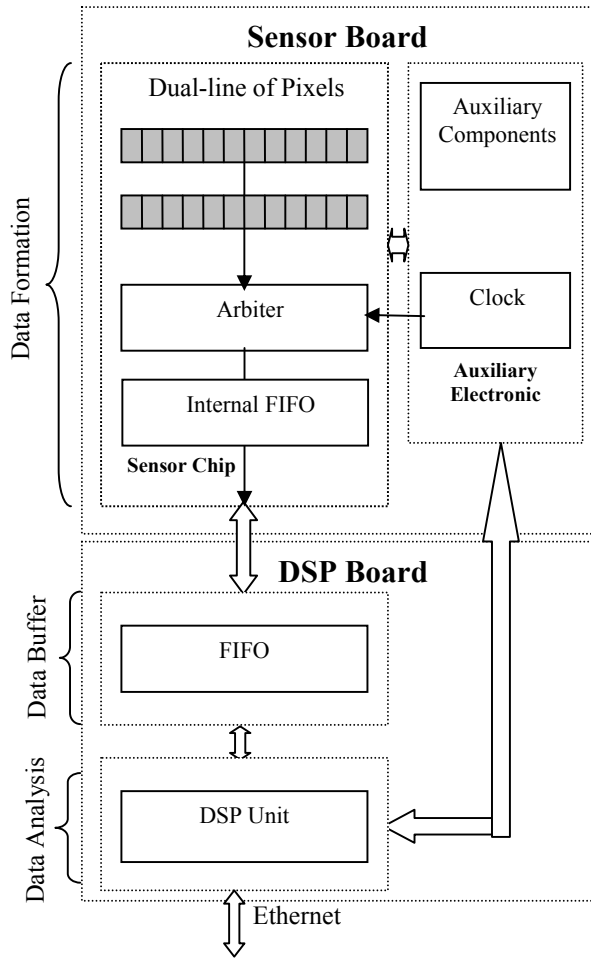 Sensor Board
Dual-line of Pixels
Auxiliary
Components
Data Formation
Arbiter
Clock
Auxiliary
Electronic
Internal FIFO
Sensor Chip
DSP Board
Data Buffer
FIFO
Data Analysis
DSP Unit
Ethernet